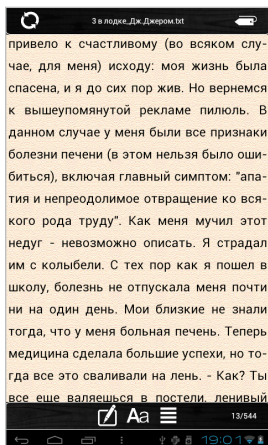 3 в лодке_Дж.Джером.txt
привело к счастливому (во всяком слу-
чае, для меня) исходу: моя жизнь была
спасена, и я до сих пор жив. Но вернемся
к вышеупомянутой рекламе пилюль. В
данном случае у меня были все признаки
болезни печени (в этом нельзя было оши-
биться), включая главный симптом: "апа-
тия и непреодолимое отвращение ко вся-
кого рода труду". Как меня мучил этот
недуг - невозможно описать. Я страдал
им с колыбели. С тех пор как я пошел в
школу, болезнь не отпускала меня почти
ни на один день. Мои близкие не знали
тогда, что у меня больная печень. Теперь
медицина сделала большие успехи, но то-
гда все это сваливали на лень. - Как? Ты
все еще валяешься в постели, ленивый
Aa
13/544
19:01